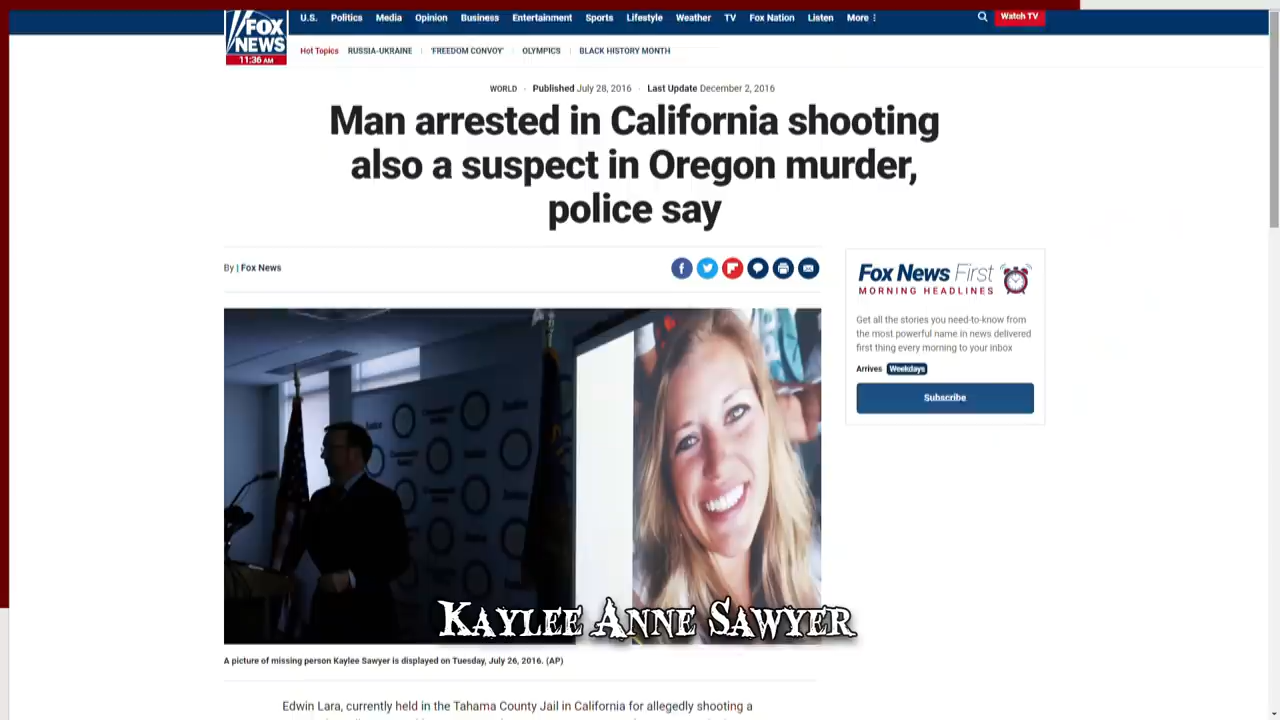 FOX
NEWS
11:36 AM
U.S. Politics Media Opinion Business Entertainment Sports Lifestyle Weather TV Fox Nation Listen More
Watch TV
Hot Topics RUSSIA-UKRAINE 'FREEDOM CONVOY' OLYMPICS BLACK HISTORY MONTH
WORLD · Published July 28, 2016 · Last Update December 2, 2016
Man arrested in California shooting
also a suspect in Oregon murder,
police say
By | Fox News
f
Fox News First
MORNING HEADLINES
Get all the stories you need-to-know from
the most powerful name in news delivered
first thing every morning to your inbox
Arrives Weekdays
Subscribe
KAYLEE ANNE SAWYER
A picture of missing person Kaylee Sawyer is displayed on Tuesday, July 26, 2016. (AP)
Edwin Lara, currently held in the Tahama County Jail in California for allegedly shooting a